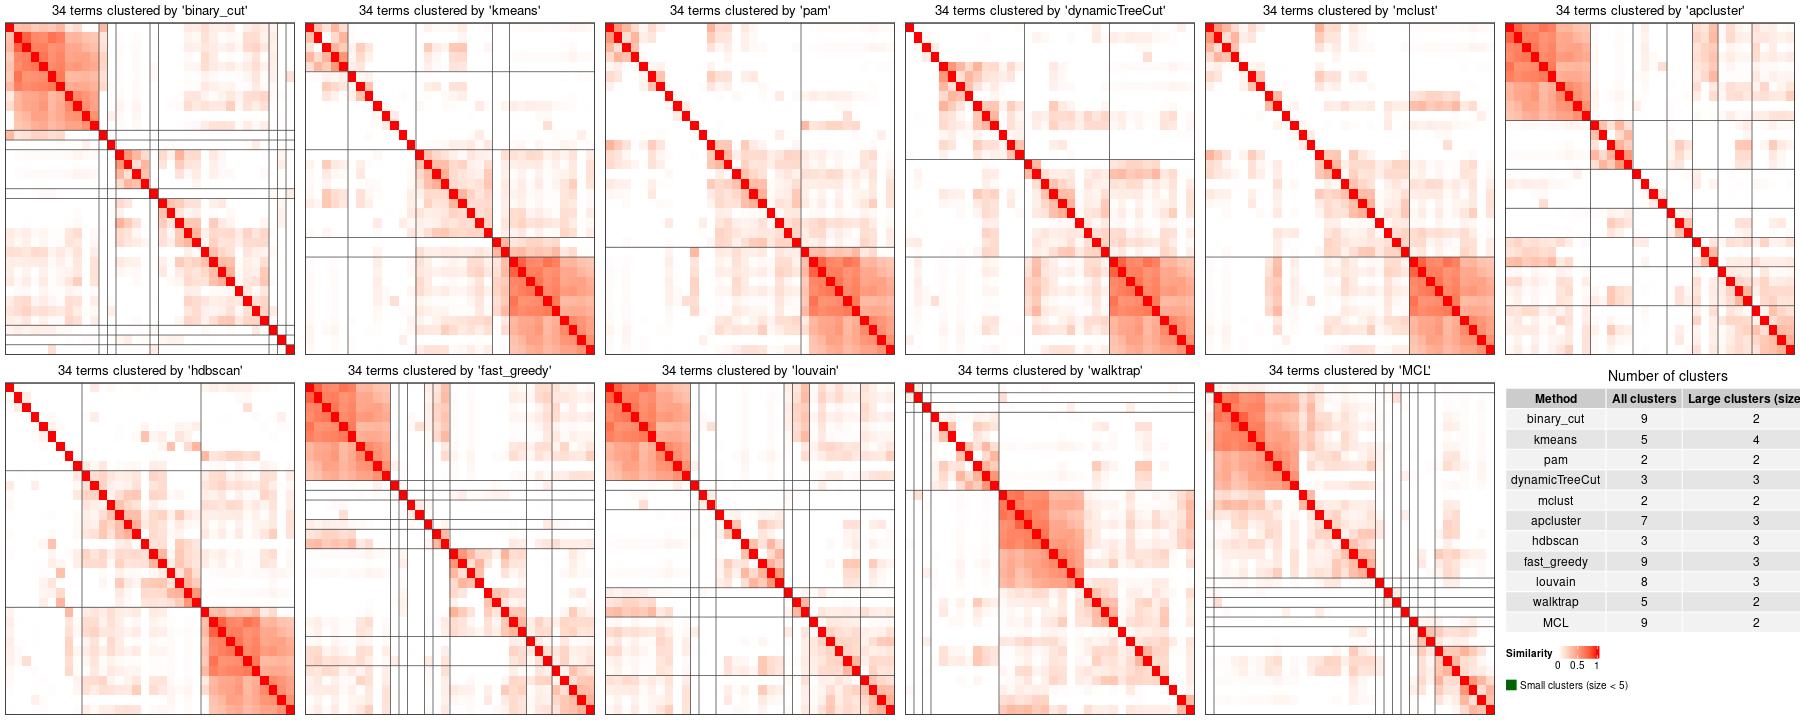 34 terms clustered by 'binary_cut'
34 terms clustered by 'kmeans'
34 terms clustered by 'pam'
34 terms clustered by 'dynamicTreeCut'
34 terms clustered by 'mclust'
34 terms clustered by 'apcluster'
34 terms clustered by 'hdbscan'
34 terms clustered by 'fast_greedy'
34 terms clustered by 'louvain'
34 terms clustered by 'walktrap'
34 terms clustered by 'MCL'
Number of clusters
Method All clusters Large clusters (size
binary_cut 9 2
kmeans 5 4
pam 2 2
dynamicTreeCut 3 3
mclust 2 2
apcluster 7 3
hdbscan 3 3
fast_greedy 9 3
louvain 8 3
walktrap 5 2
MCL 9 2
Similarity
0 0.5 1
Small clusters (size < 5)